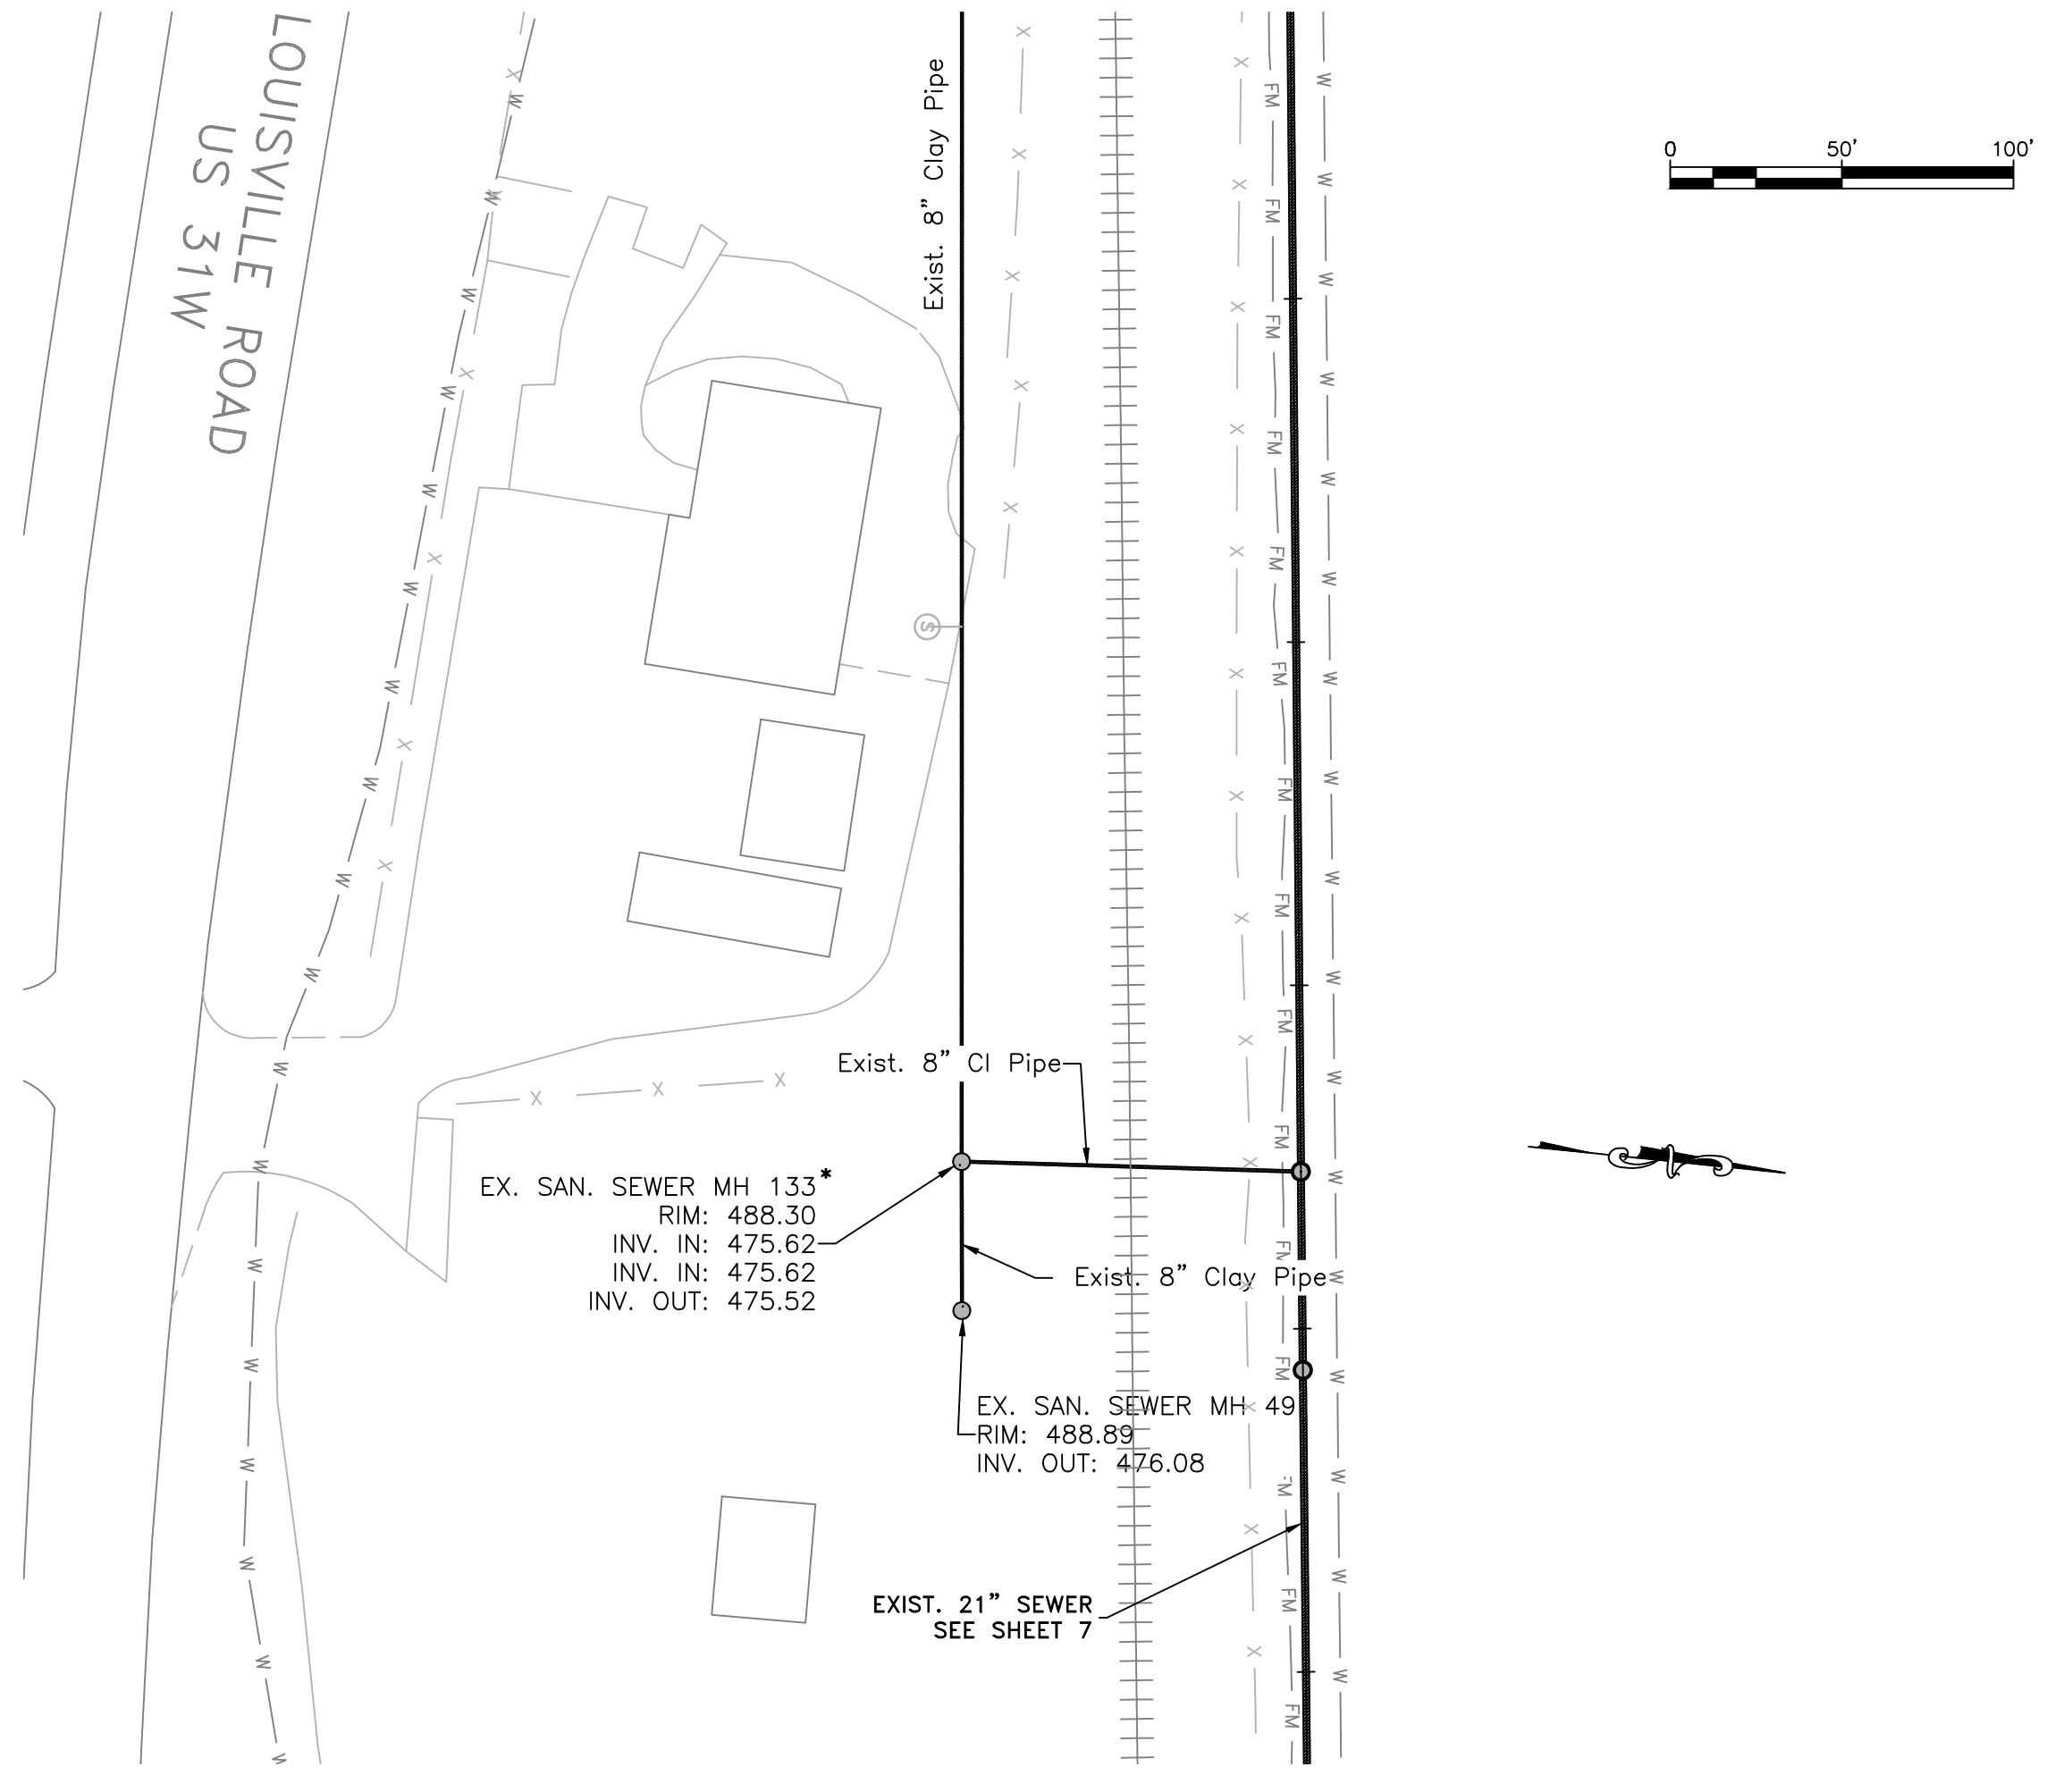 LOUISVILLE ROAD
US 31W
Exist. 8” Clay Pipe
0 50’ 100’
S
Exist. 8” CI Pipe
EX. SAN. SEWER MH 133*
RIM: 488.30
INV. IN: 475.62
INV. IN: 475.62
INV. OUT: 475.52
Exist. 8” Clay Pipe
EX. SAN. SEWER MH 49
RIM: 488.89
INV. OUT: 476.08
EXIST. 21” SEWER
SEE SHEET 7
W
X
FM